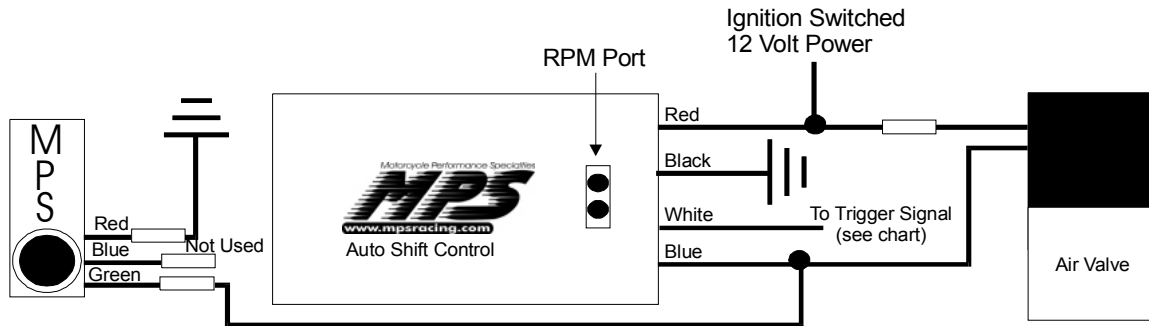 Ignition Switched
12 Volt Power
RPM Port
M
P
S
Red
Blue
Not Used
Green
Motorcycle Performance Specialties
MPS
www.mpsracing.com
Auto Shift Control
Red
Black
White
To Trigger Signal
(see chart)
Blue
Air Valve